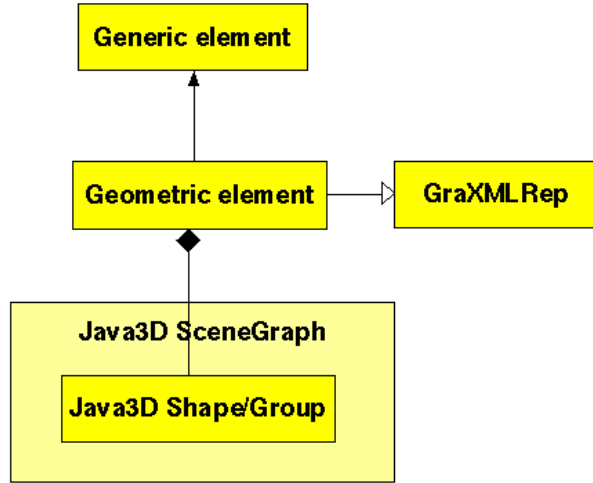 Generic element
Geometric element
GraXMLRep
Java3D SceneGraph
Java3D Shape/Group